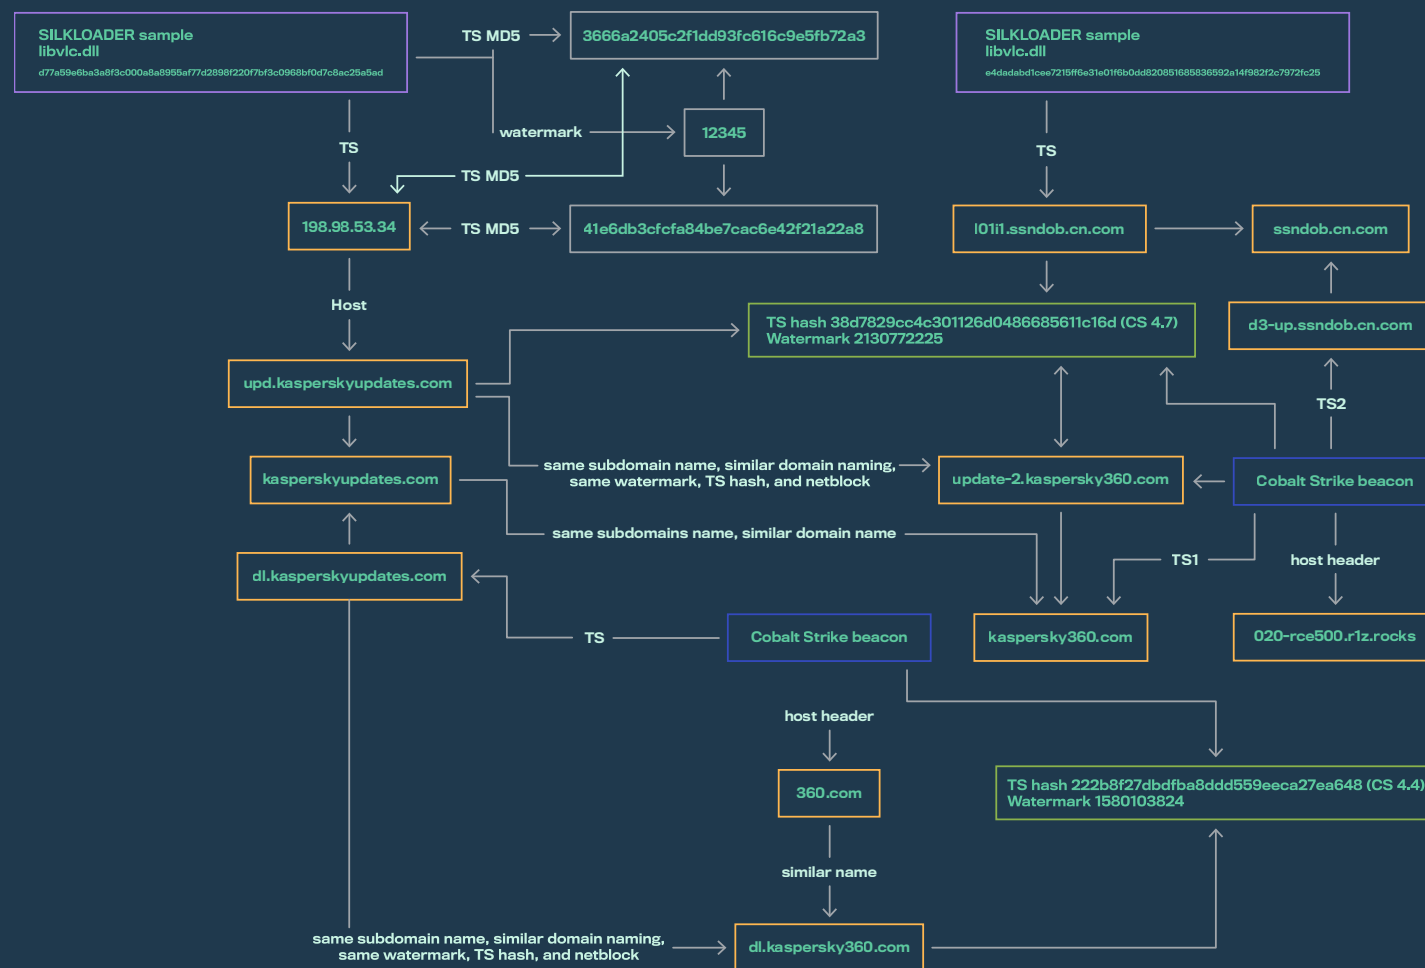 SILKLOADER sample
libvlc.dll
d77a59e6ba3a8f3c000a8a8955af77d2898f220f7bf3c0968bf0d7c8ac25a5ad
TS MD5
3666a2405c2f1dd93fc616c9e5fb72a3
SILKLOADER sample
libvlc.dll
e4dadabd1cee7215ff6e31e01f6b0dd820851685836592a14f982f2c7972fc25
watermark
12345
TS
TS
TS MD5
198.98.53.34
TS MD5
41e6db3cfcfa84be7cac6e42f21a22a8
l01i1.ssndob.cn.com
ssndob.cn.com
Host
TS hash 38d7829cc4c301126d0486685611c16d (CS 4.7)
Watermark 2130772225
d3-up.ssndob.cn.com
upd.kasperskyupdates.com
TS2
same subdomain name, similar domain naming,
same watermark, TS hash, and netblock
kasperskyupdates.com
update-2.kaspersky360.com
Cobalt Strike beacon
same subdomains name, similar domain name
TS1
host header
dl.kasperskyupdates.com
TS
Cobalt Strike beacon
kaspersky360.com
020-rce500.r1z.rocks
host header
360.com
TS hash 222b8f27dbdfba8ddd559eeca27ea648 (CS 4.4)
Watermark 1580103824
similar name
same subdomain name, similar domain naming,
same watermark, TS hash, and netblock
dl.kaspersky360.com